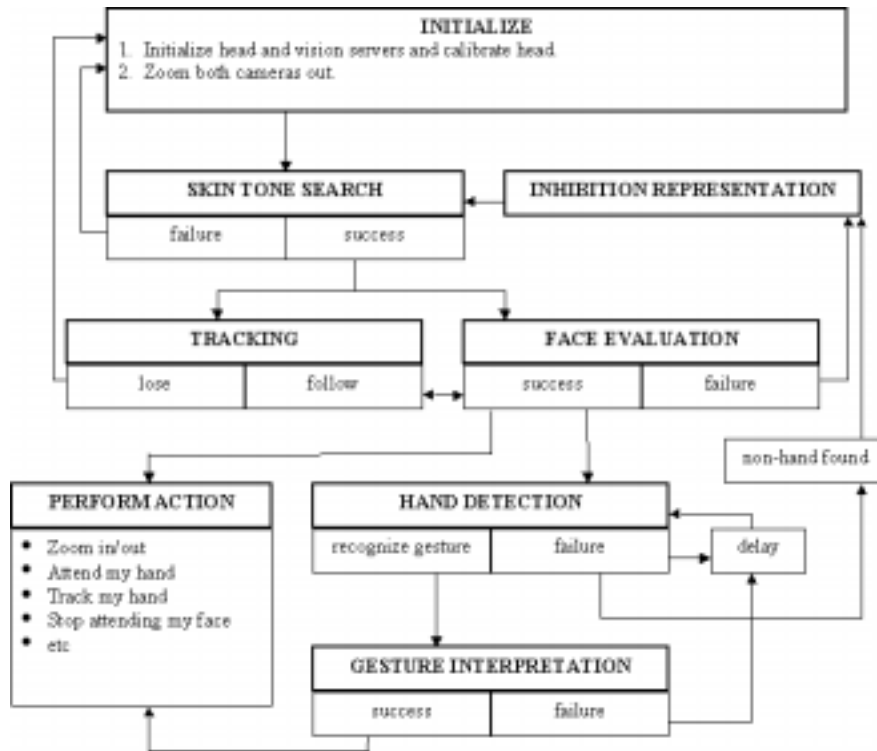 INITIALIZE
1. Initialize head and vision servers and calibrate head.
2. Zoom both cameras out.
SKIN TONE SEARCH
failure
success
INHIBITION REPRESENTATION
TRACKING
lose
follow
FACE EVALUATION
success
failure
non-hand found
PERFORM ACTION
• Zoom in/out
• Attend my hand
• Track my hand
• Stop attending my face
• etc
HAND DETECTION
recognize gesture
failure
delay
GESTURE INTERPRETATION
success
failure